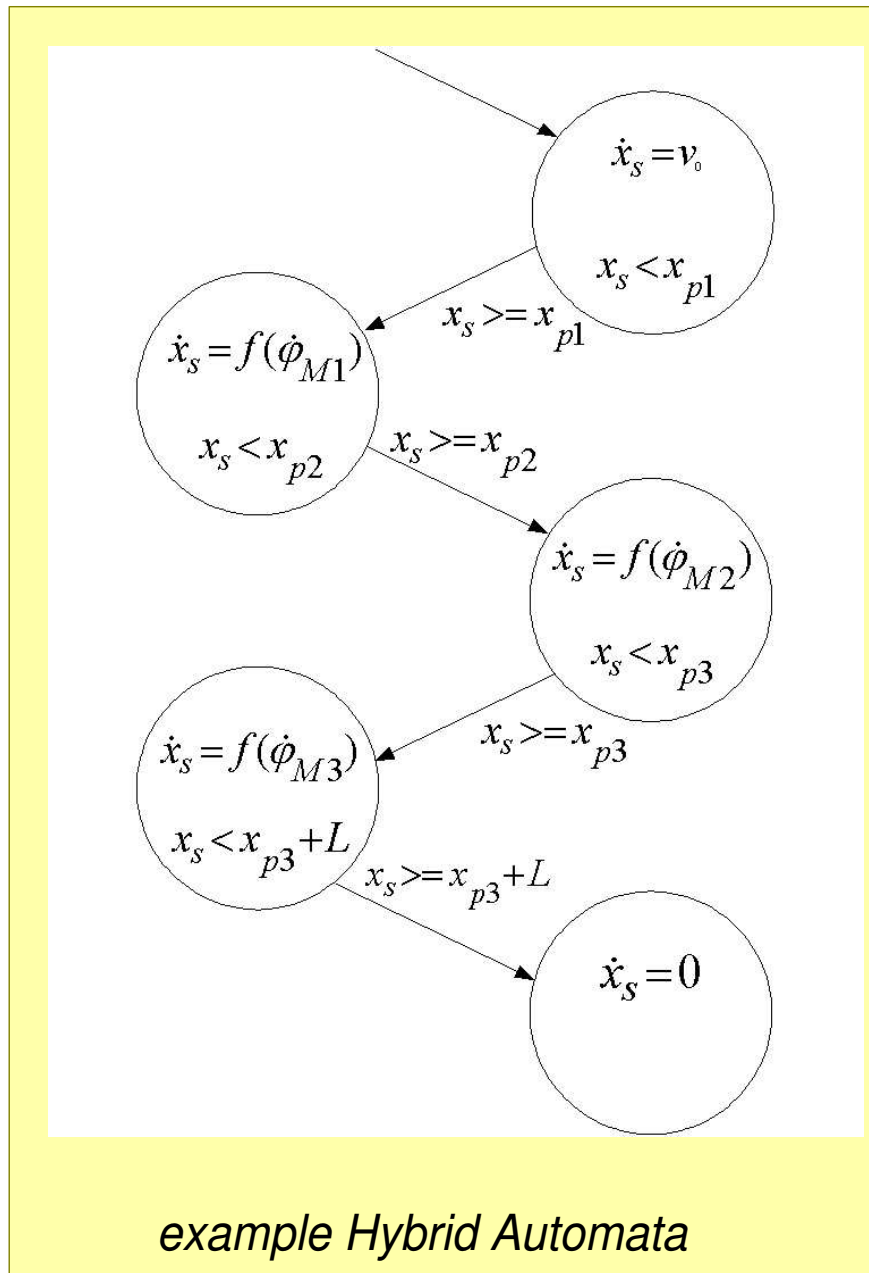 ẋ_s = v_0
x_s < x_p1
x_s >= x_p1
ẋ_s = f(φ̇_M1)
x_s < x_p2
x_s >= x_p2
ẋ_s = f(φ̇_M2)
x_s < x_p3
x_s >= x_p3
ẋ_s = f(φ̇_M3)
x_s < x_p3 + L
x_s >= x_p3 + L
ẋ_s = 0
example Hybrid Automata